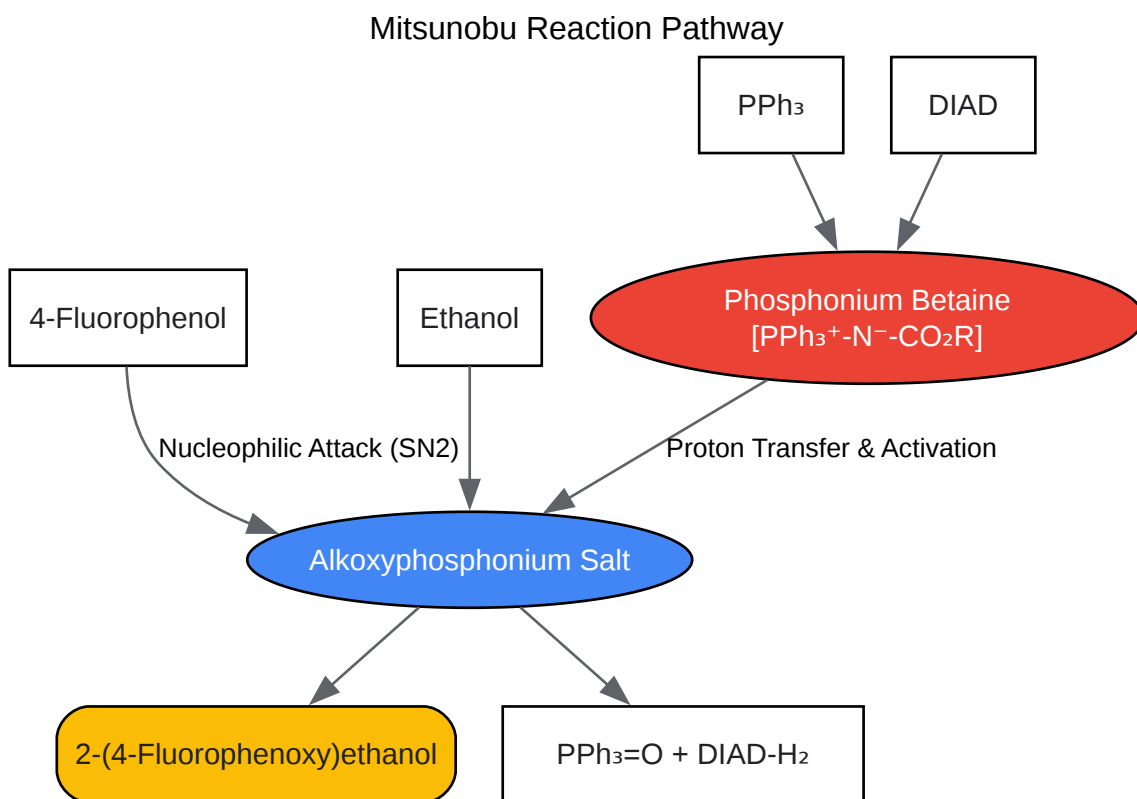 Mitsunobu Reaction Pathway
PPh₃
DIAD
4-Fluorophenol
Ethanol
Phosphonium Betaine
[PPh₃⁺-N⁻-CO₂R]
Nucleophilic Attack (SN2)
Proton Transfer & Activation
Alkoxyphosphonium Salt
2-(4-Fluorophenoxy)ethanol
PPh₃=O + DIAD-H₂